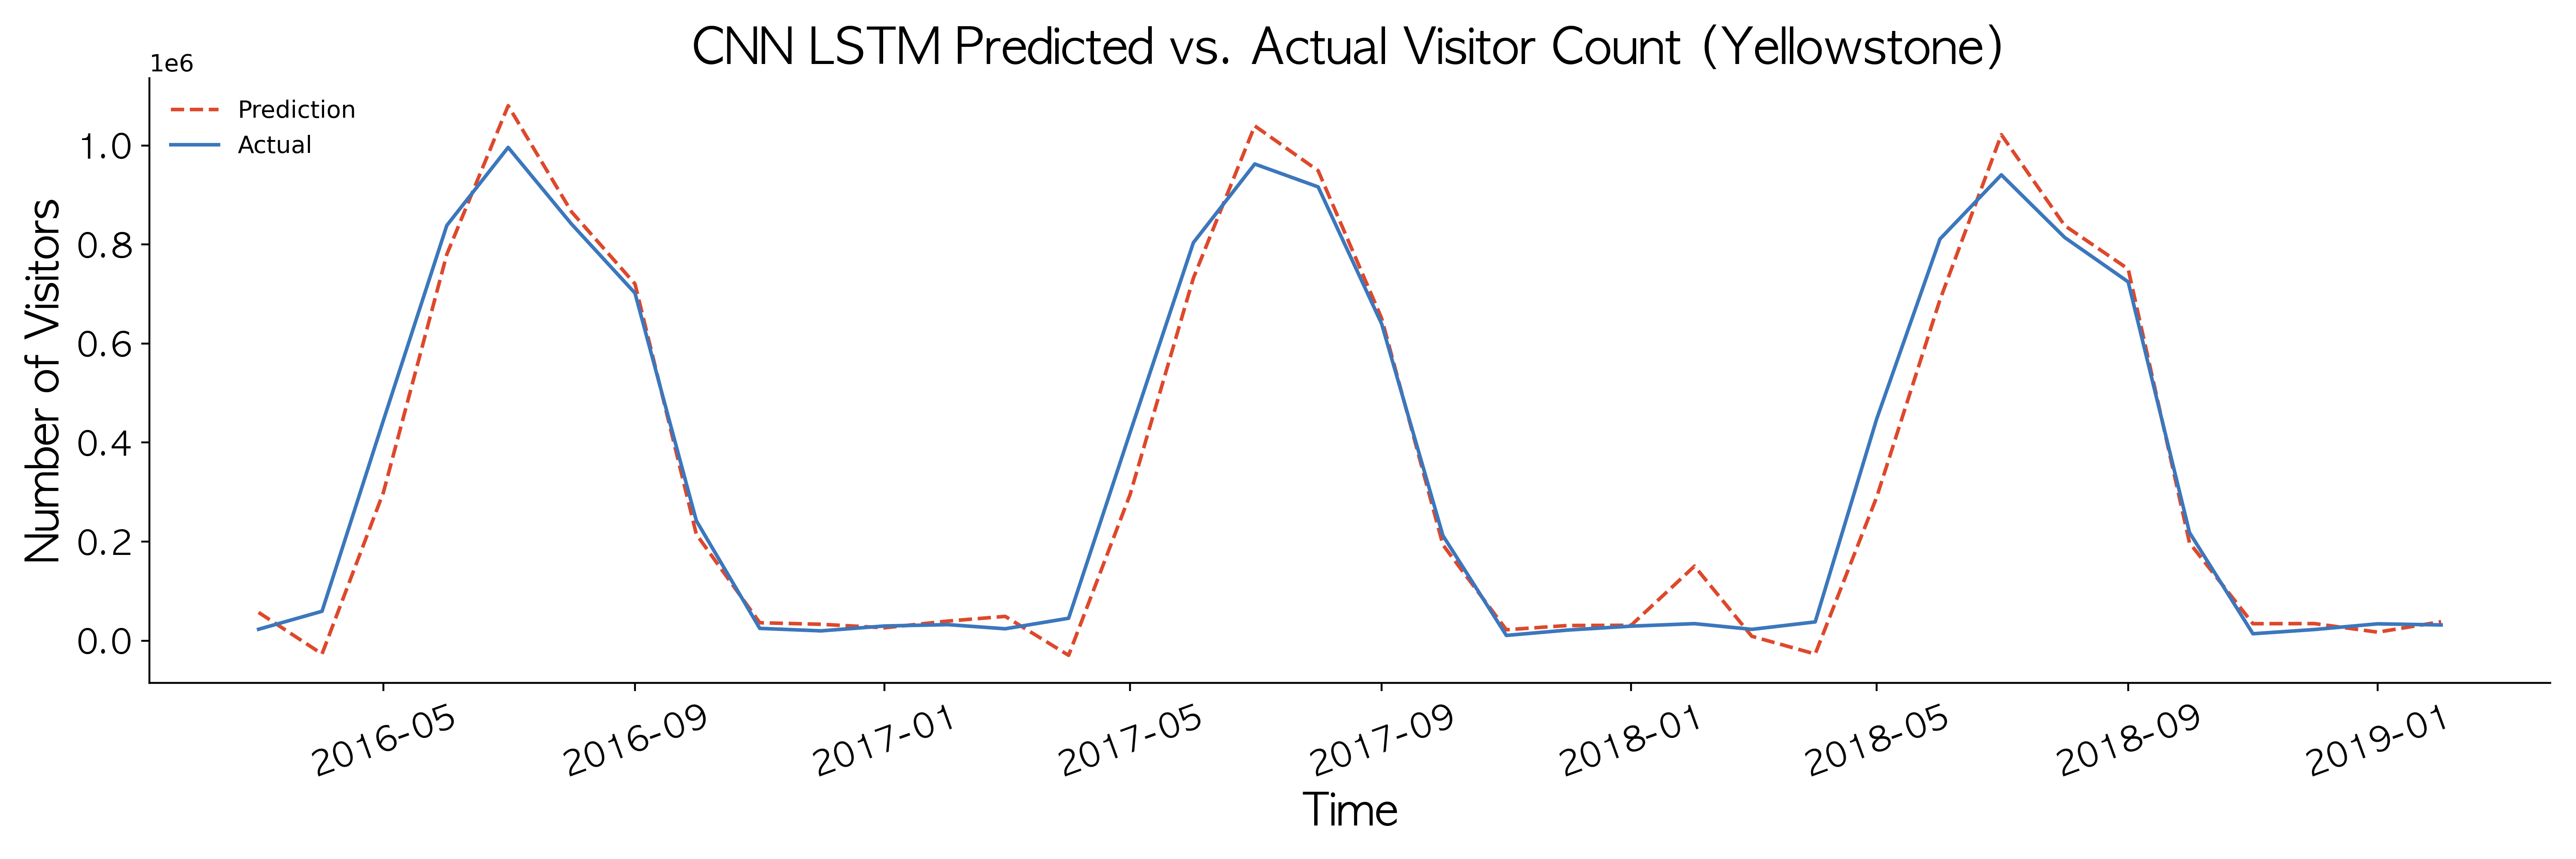 CNN LSTM Predicted vs. Actual Visitor Count (Yellowstone)
1e6
Prediction
Actual
1.0
0.8
0.6
0.4
0.2
0.0
Number of Visitors
2016-05
2016-09
2017-01
2017-05
2017-09
2018-01
2018-05
2018-09
2019-01
Time